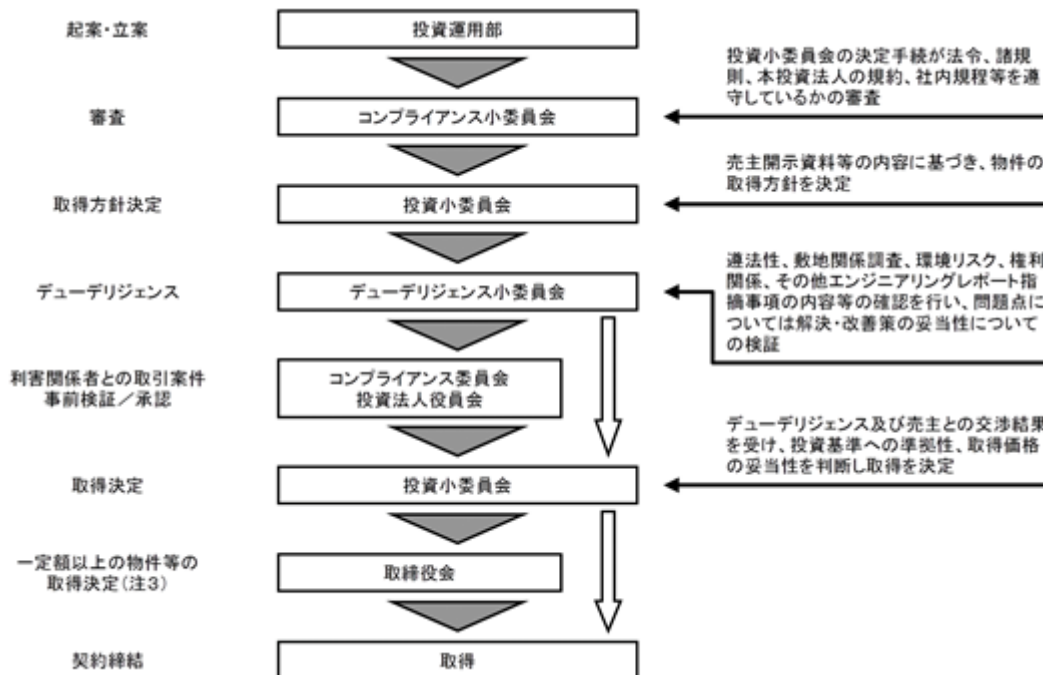 起案・立案
投資運用部
投資小委員会の決定手続が法令、諸規
則、本投資法人の規約、社内規程等を遵
守しているかの審査
審査
コンプライアンス小委員会
売主開示資料等の内容に基づき、物件の
取得方針を決定
取得方針決定
投資小委員会
遵法性、敷地関係調査、環境リスク、権利
関係、その他エンジニアリングレポート指
摘事項の内容等の確認を行い、問題点に
ついては解決・改善策の妥当性について
の検証
デューデリジェンス
デューデリジェンス小委員会
利害関係者との取引案件
事前検証／承認
コンプライアンス委員会
投資法人役員会
デューデリジェンス及び売主との交渉結果
を受け、投資基準への準拠性、取得価格
の妥当性を判断し取得を決定
取得決定
投資小委員会
一定額以上の物件等の
取得決定（注３）
取締役会
契約締結
取得